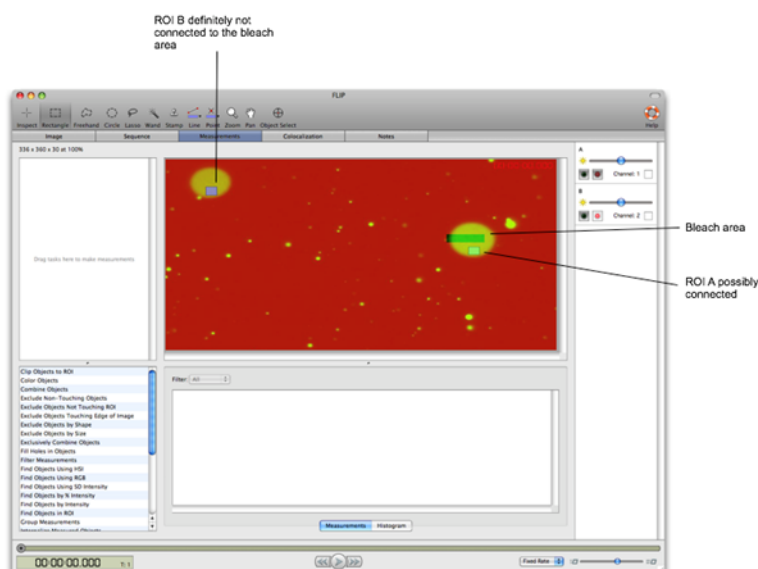 ROI B definitely not
connected to the bleach
area
FLIP
Inspect Rectangle Freehand Circle Lasso Wand Stamp Line Point Zoom Pan Object Select Help
Image Sequence Measurements Colocalization Notes
336 x 360 x 30 at 100%
A
Channel: 1
B
Channel: 2
Drag tasks here to make measurements
Bleach area
ROI A possibly
connected
Clip Objects to ROI
Color Objects
Combine Objects
Exclude Non-Touching Objects
Exclude Objects Not Touching ROI
Exclude Objects Touching Edge of Image
Exclude Objects by Shape
Exclude Objects by Size
Exclusively Combine Objects
Fill Holes in Objects
Filter Measurements
Find Objects Using HSI
Find Objects Using RGB
Find Objects Using SD Intensity
Find Objects by N Intensity
Find Objects by Intensity
Find Objects in ROI
Group Measurements
Filter: All
Measurements Histogram
00:00:00.000
Fixed Rate